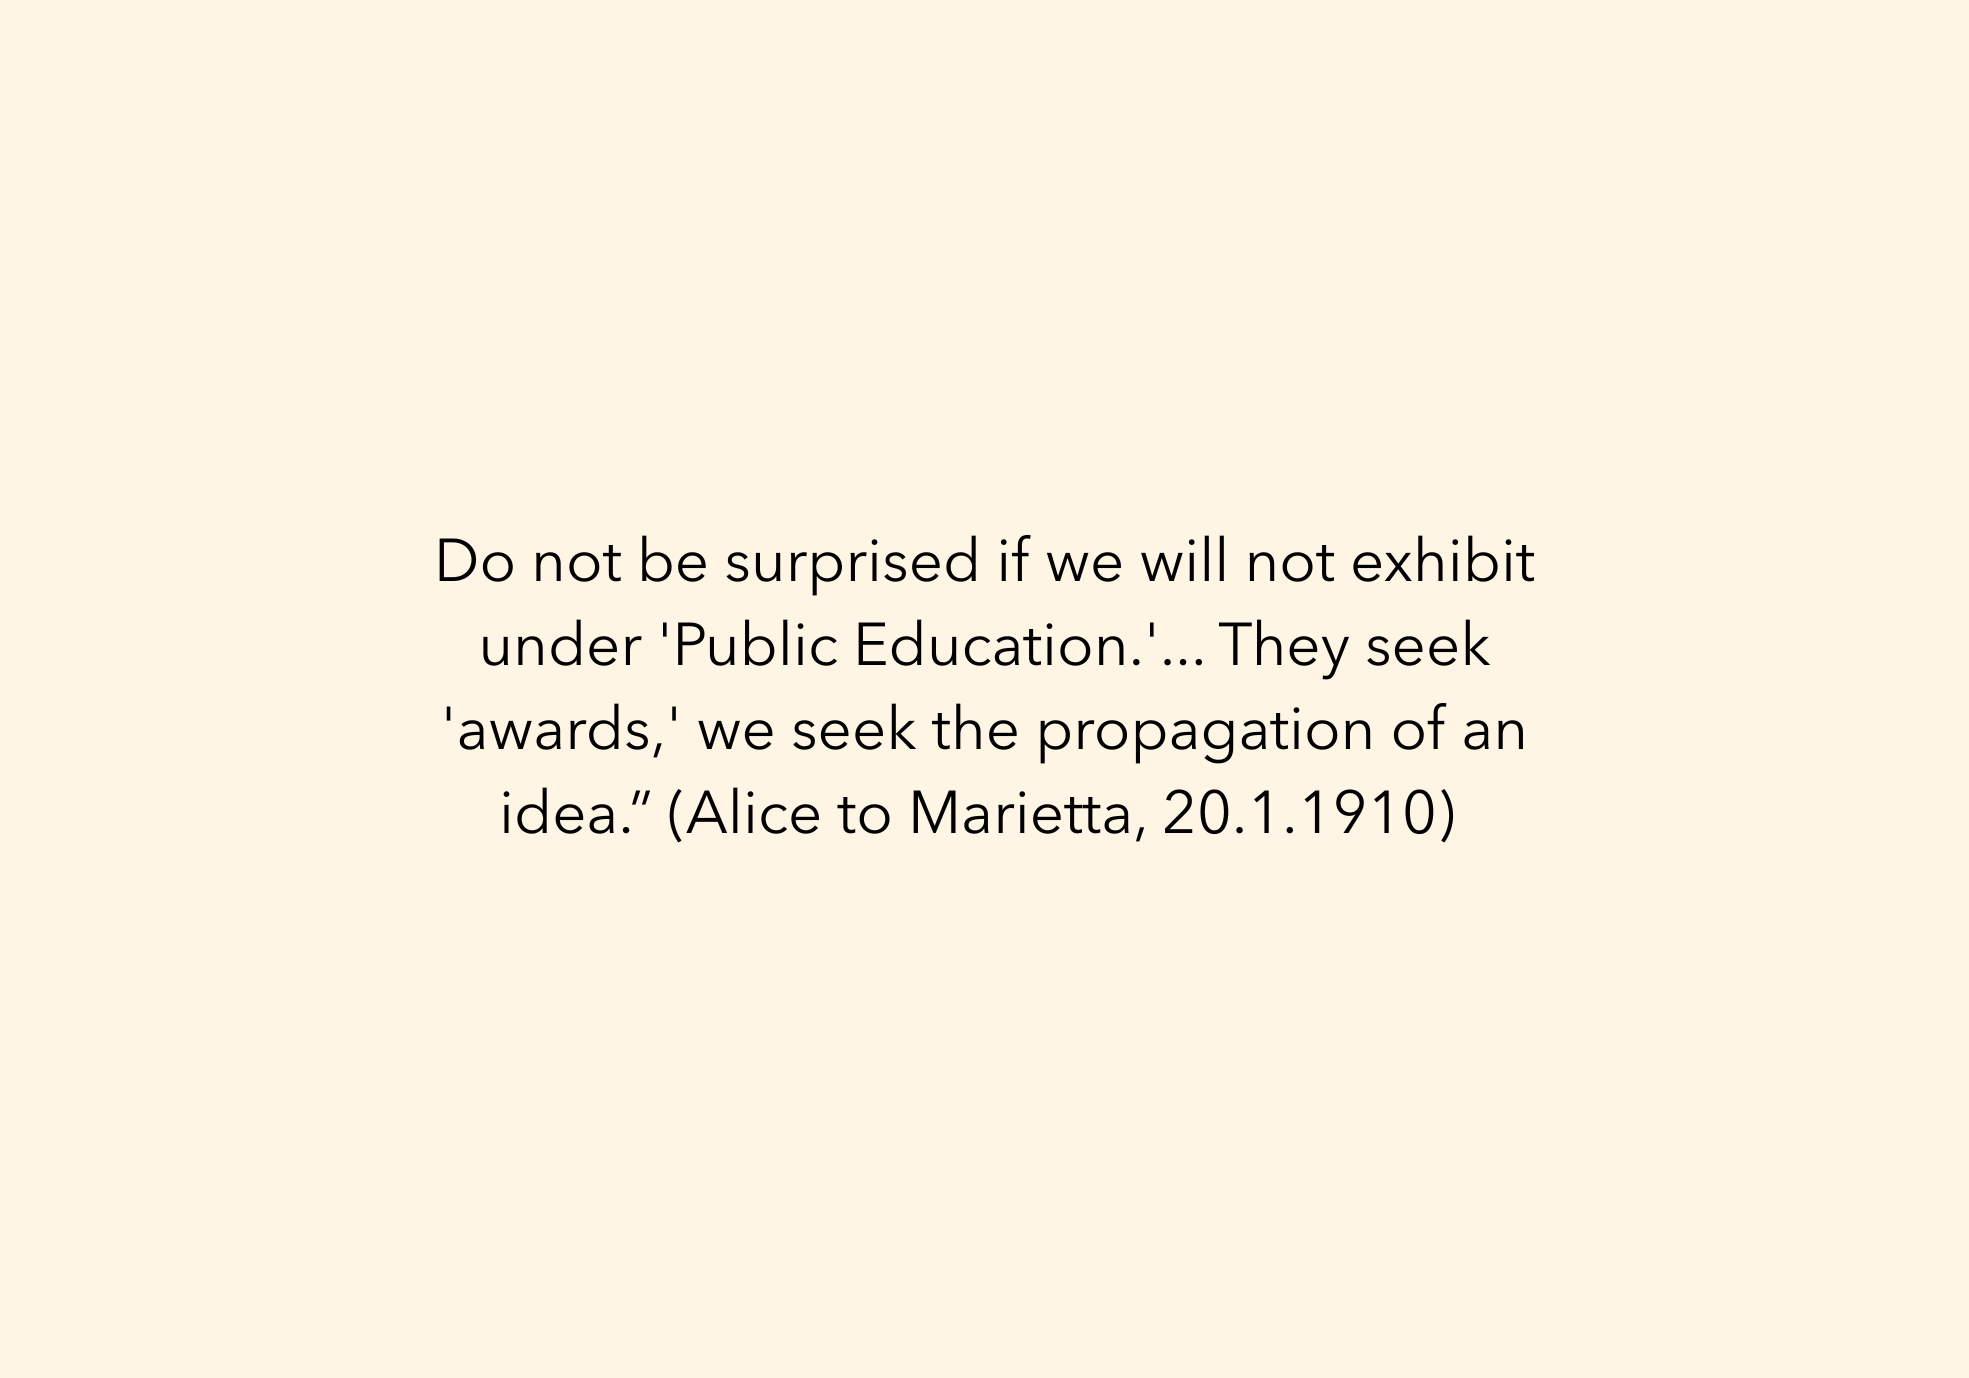 Do not be surprised if we will not exhibit
under 'Public Education.'... They seek
'awards,' we seek the propagation of an
idea.” (Alice to Marietta, 20.1.1910)